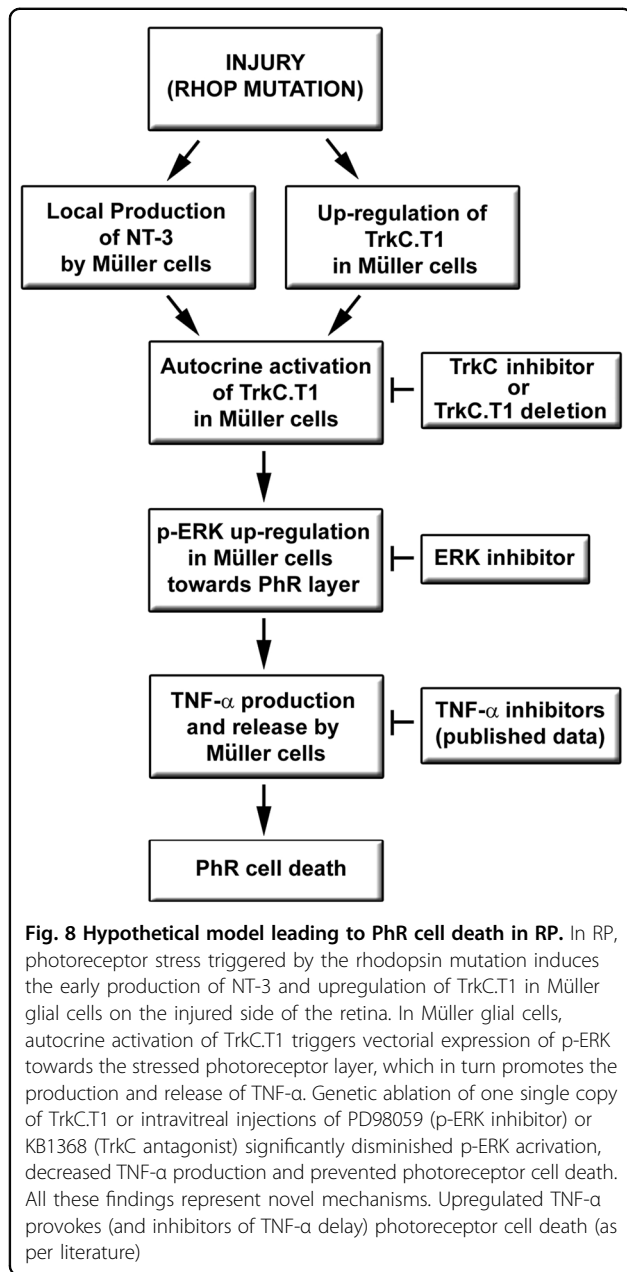 INJURY
(RHOP MUTATION)
Local Production
of NT-3
by Müller cells
Up-regulation of
TrkC.T1
in Müller cells
Autocrine activation
of TrkC.T1
in Müller cells
TrkC inhibitor
or
TrkC.T1 deletion
p-ERK up-regulation
in Müller cells
towards PhR layer
ERK inhibitor
TNF-α production
and release by
Müller cells
TNF-α inhibitors
(published data)
PhR cell death
Fig. 8 Hypothetical model leading to PhR cell death in RP. In RP,
photoreceptor stress triggered by the rhodopsin mutation induces
the early production of NT-3 and upregulation of TrkC.T1 in Müller
glial cells on the injured side of the retina. In Müller glial cells,
autocrine activation of TrkC.T1 triggers vectorial expression of p-ERK
towards the stressed photoreceptor layer, which in turn promotes the
production and release of TNF-α. Genetic ablation of one single copy
of TrkC.T1 or intravitreal injections of PD98059 (p-ERK inhibitor) or
KB1368 (TrkC antagonist) significantly disminished p-ERK acrivation,
decreased TNF-α production and prevented photoreceptor cell death.
All these findings represent novel mechanisms. Upregulated TNF-α
provokes (and inhibitors of TNF-α delay) photoreceptor cell death (as
per literature)